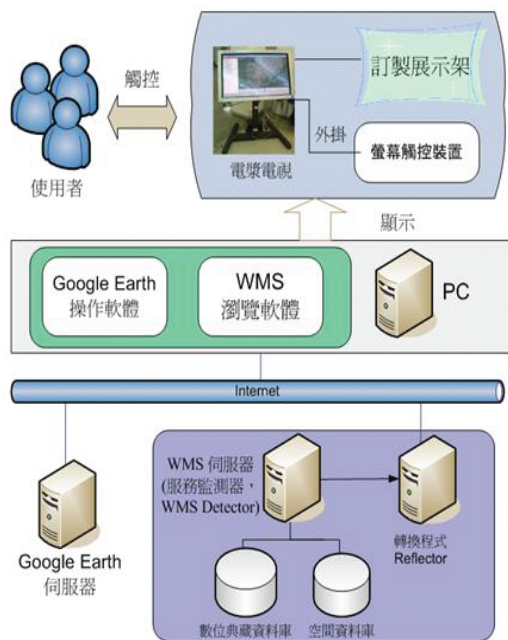 觸控
訂製展示架
外掛
螢幕觸控裝置
使用者
電漿電視
顯示
Google Earth
操作軟體
WMS
瀏覽軟體
PC
Internet
WMS 伺服器
(服務監測器，
WMS Detector)
Google Earth
伺服器
轉換程式
Reflector
數位典藏資料庫
空間資料庫